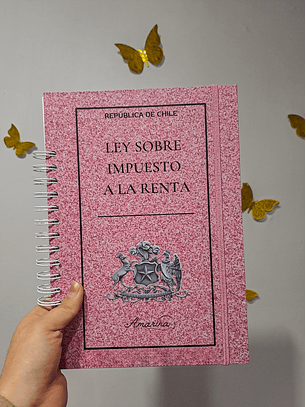 REPÚBLICA DE CHILE
LEY SOBRE
IMPUESTO
A LA RENTA
Amarina